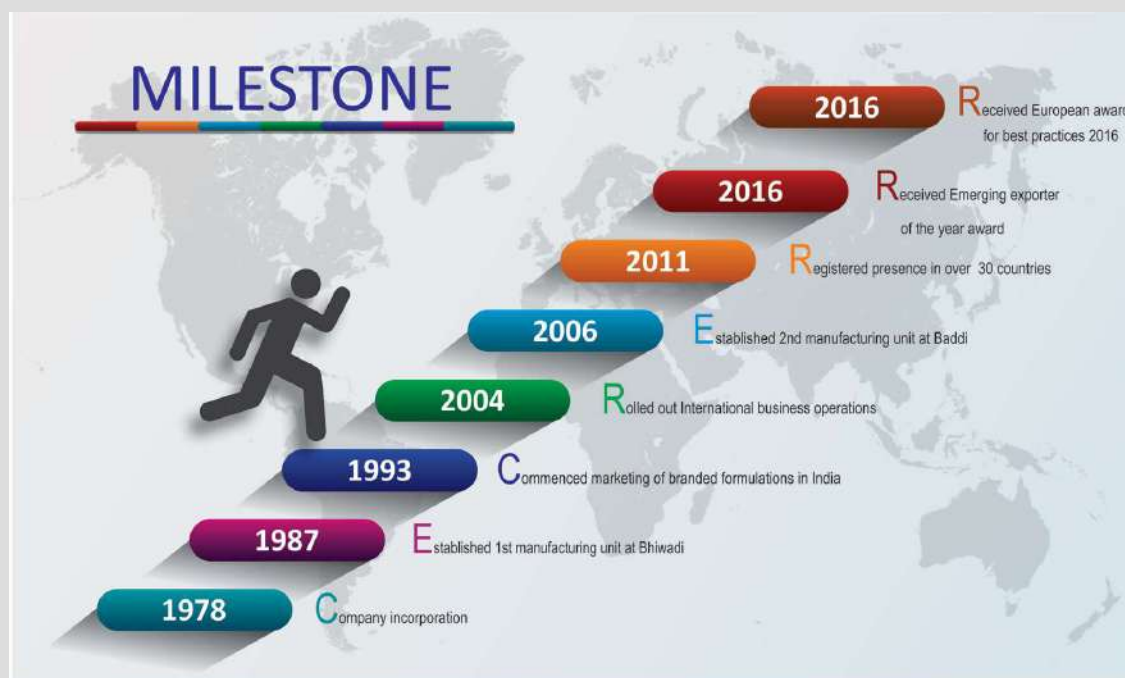 MILESTONE
2016
Received European award
for best practices 2016
2016
Received Emerging exporter
of the year award
2011
Registered presence in over 30 countries
2006
Established 2nd manufacturing unit at Baddi
2004
Rolled out International business operations
1993
Commenced marketing of branded formulations in India
1987
Established 1st manufacturing unit at Bhiwadi
1978
Company incorporation